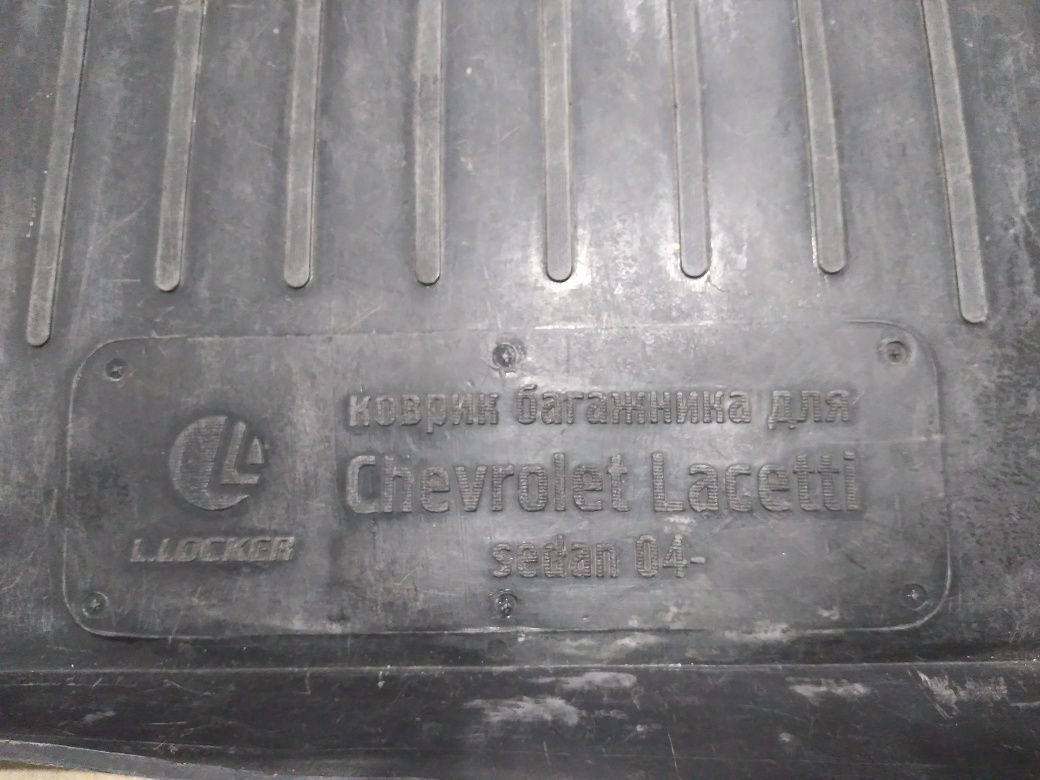 коврик багажника для
Chevrolet Lacetti
sedan 04-
L.LOCKER